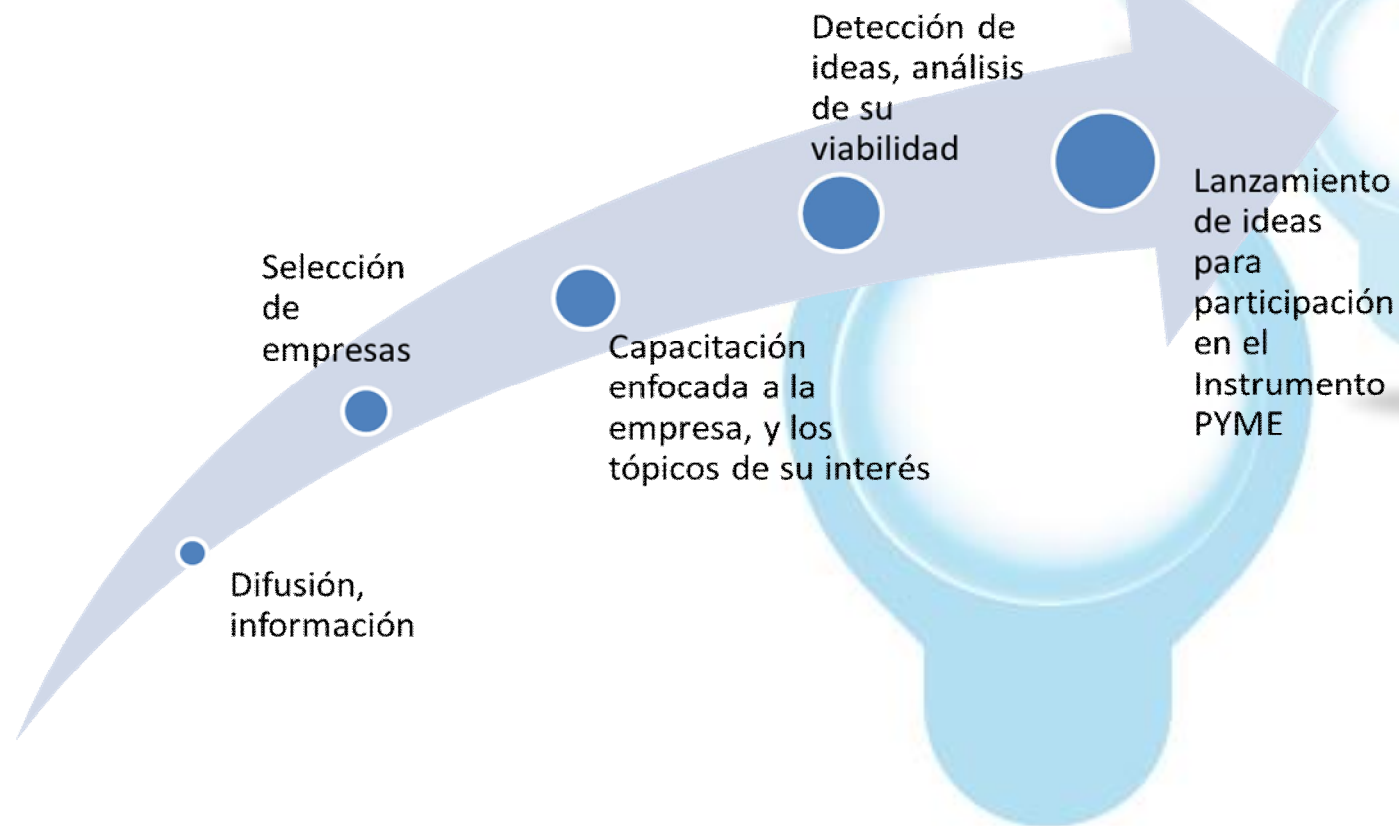 Difusión,
información
Selección
de
empresas
Capacitación
enfocada a la
empresa, y los
tópicos de su interés
Detección de
ideas, análisis
de su
viabilidad
Lanzamiento
de ideas
para
participación
en el
Instrumento
PYME